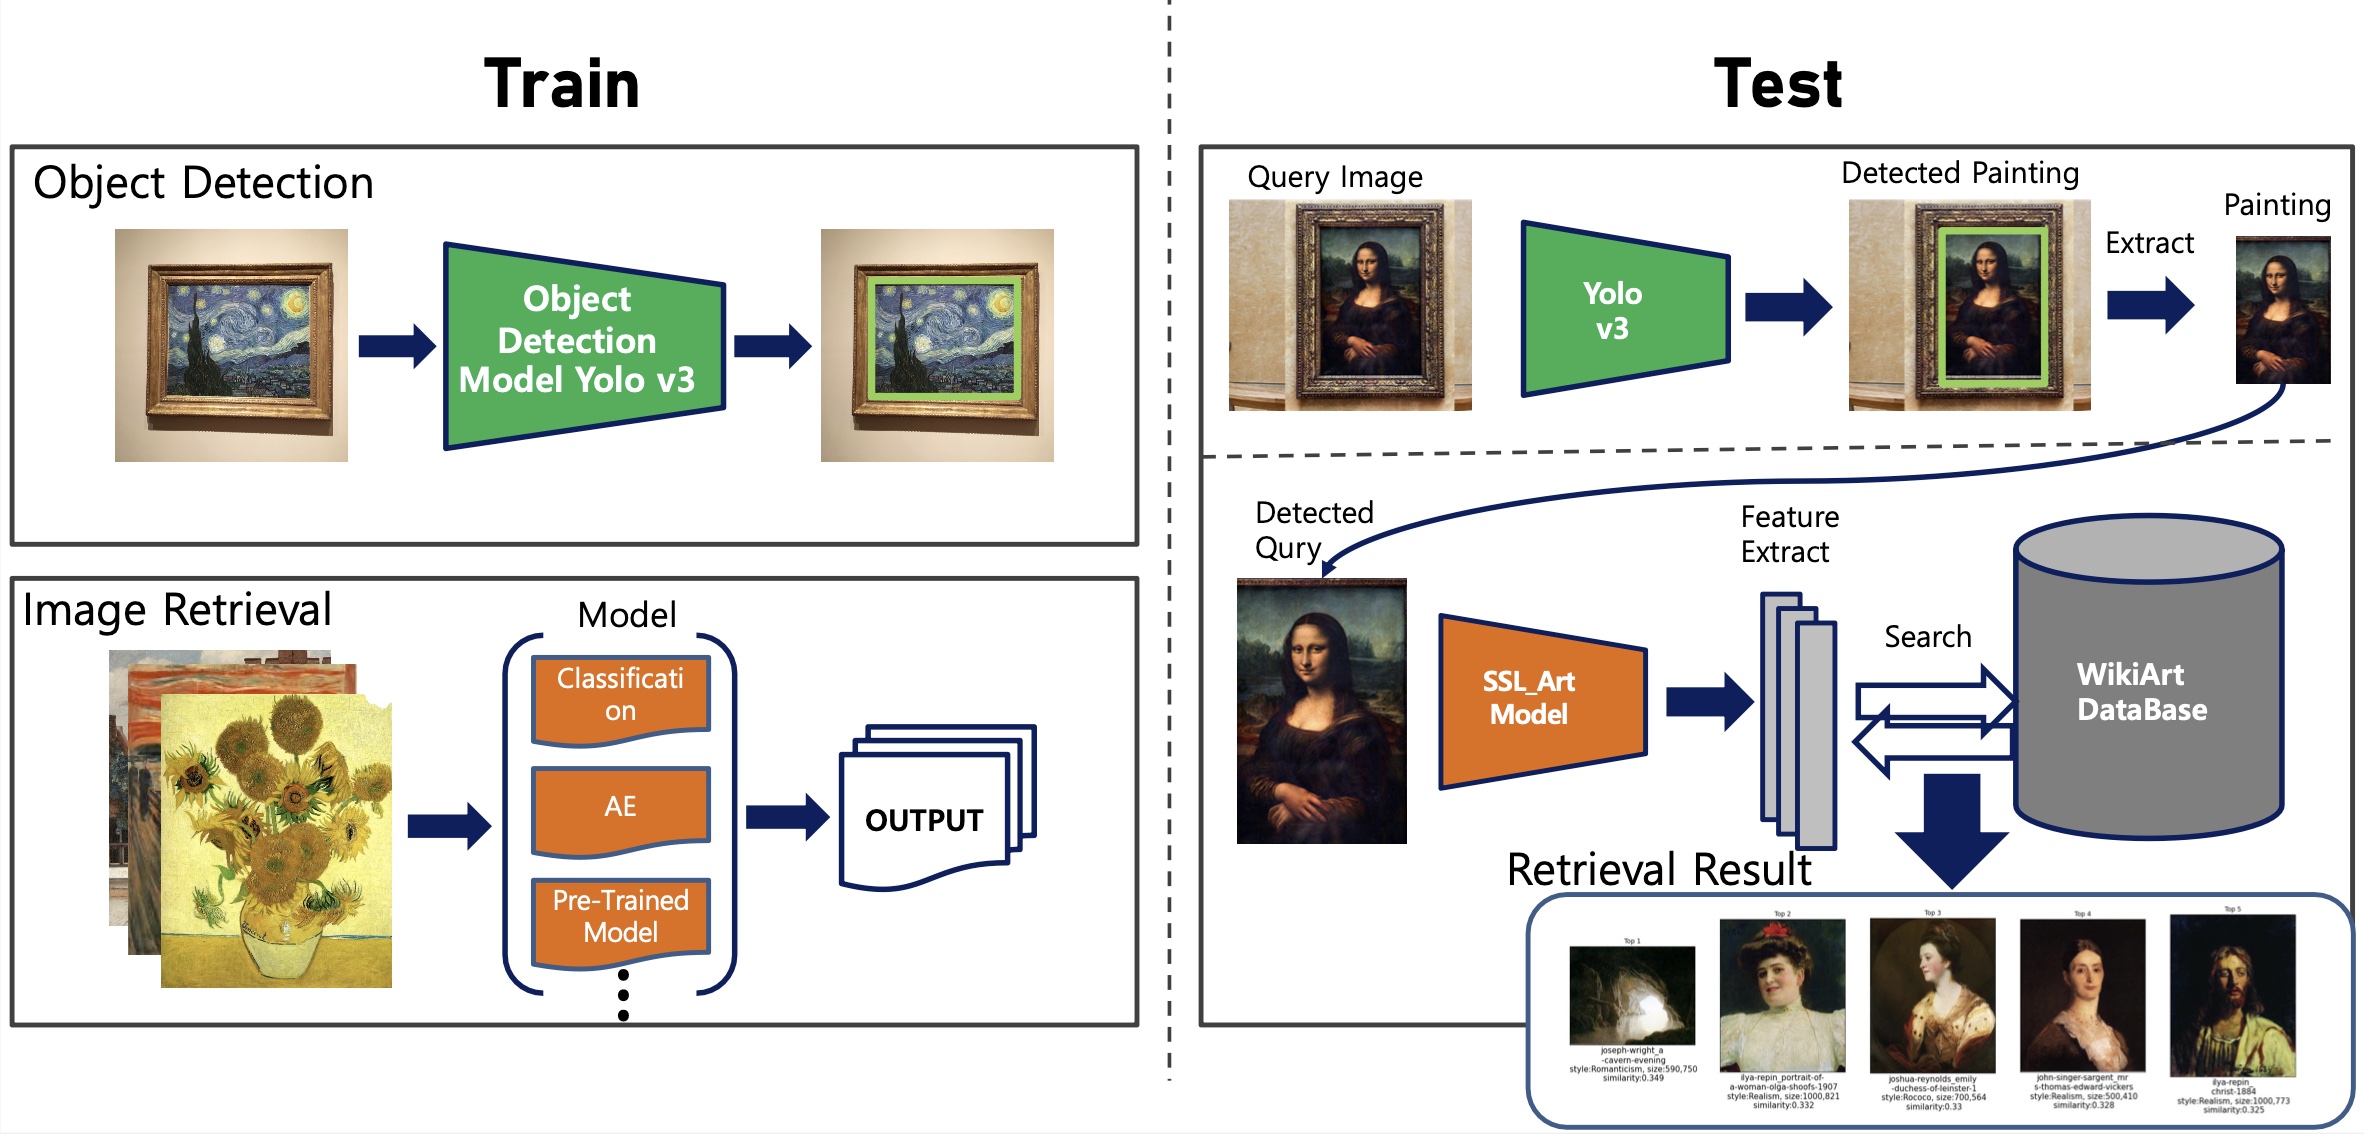 Train
Object Detection
Object
Detection
Model Yolo v3
Image Retrieval
Model
Classificati
on
AE
Pre-Trained
Model
OUTPUT
Test
Query Image
Yolo
v3
Detected Painting
Extract
Painting
Detected
Qury
SSL_Art
Model
Feature
Extract
Search
WikiArt
DataBase
Retrieval Result
Top 1
joseph-wright_a
-cavern-evening
style:Romanticism, size:590,750
similarity:0.349
Top 2
ilya-repin_portrait-of-
a-woman-olga-shoofs-1907
style:Realism, size:1000,821
similarity:0.332
Top 3
joshua-reynolds_emily
-duchess-of-leinster-1
style:Rococo, size:700,564
similarity:0.33
Top 4
john-singer-sargent_mr
s-thomas-edward-vickers
style:Realism, size:500,410
similarity:0.328
Top 5
ilya-repin_
christ-1884
style:Realism, size:1000,773
similarity:0.325